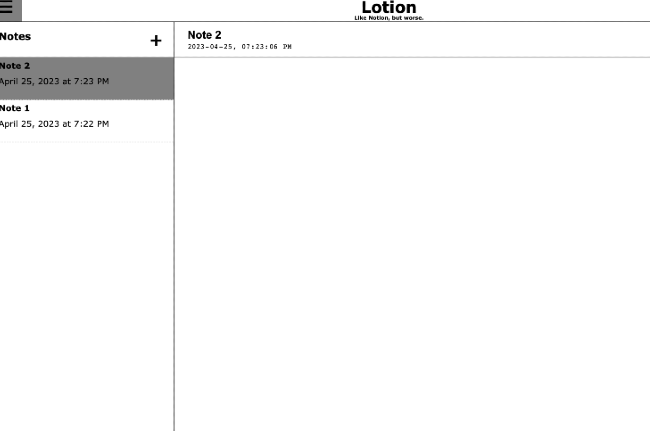 Lotion
Like Notion, but worse.
Notes
+
Note 2
April 25, 2023 at 7:23 PM
Note 1
April 25, 2023 at 7:22 PM
Note 2
2023-04-25, 07:23:06 PM